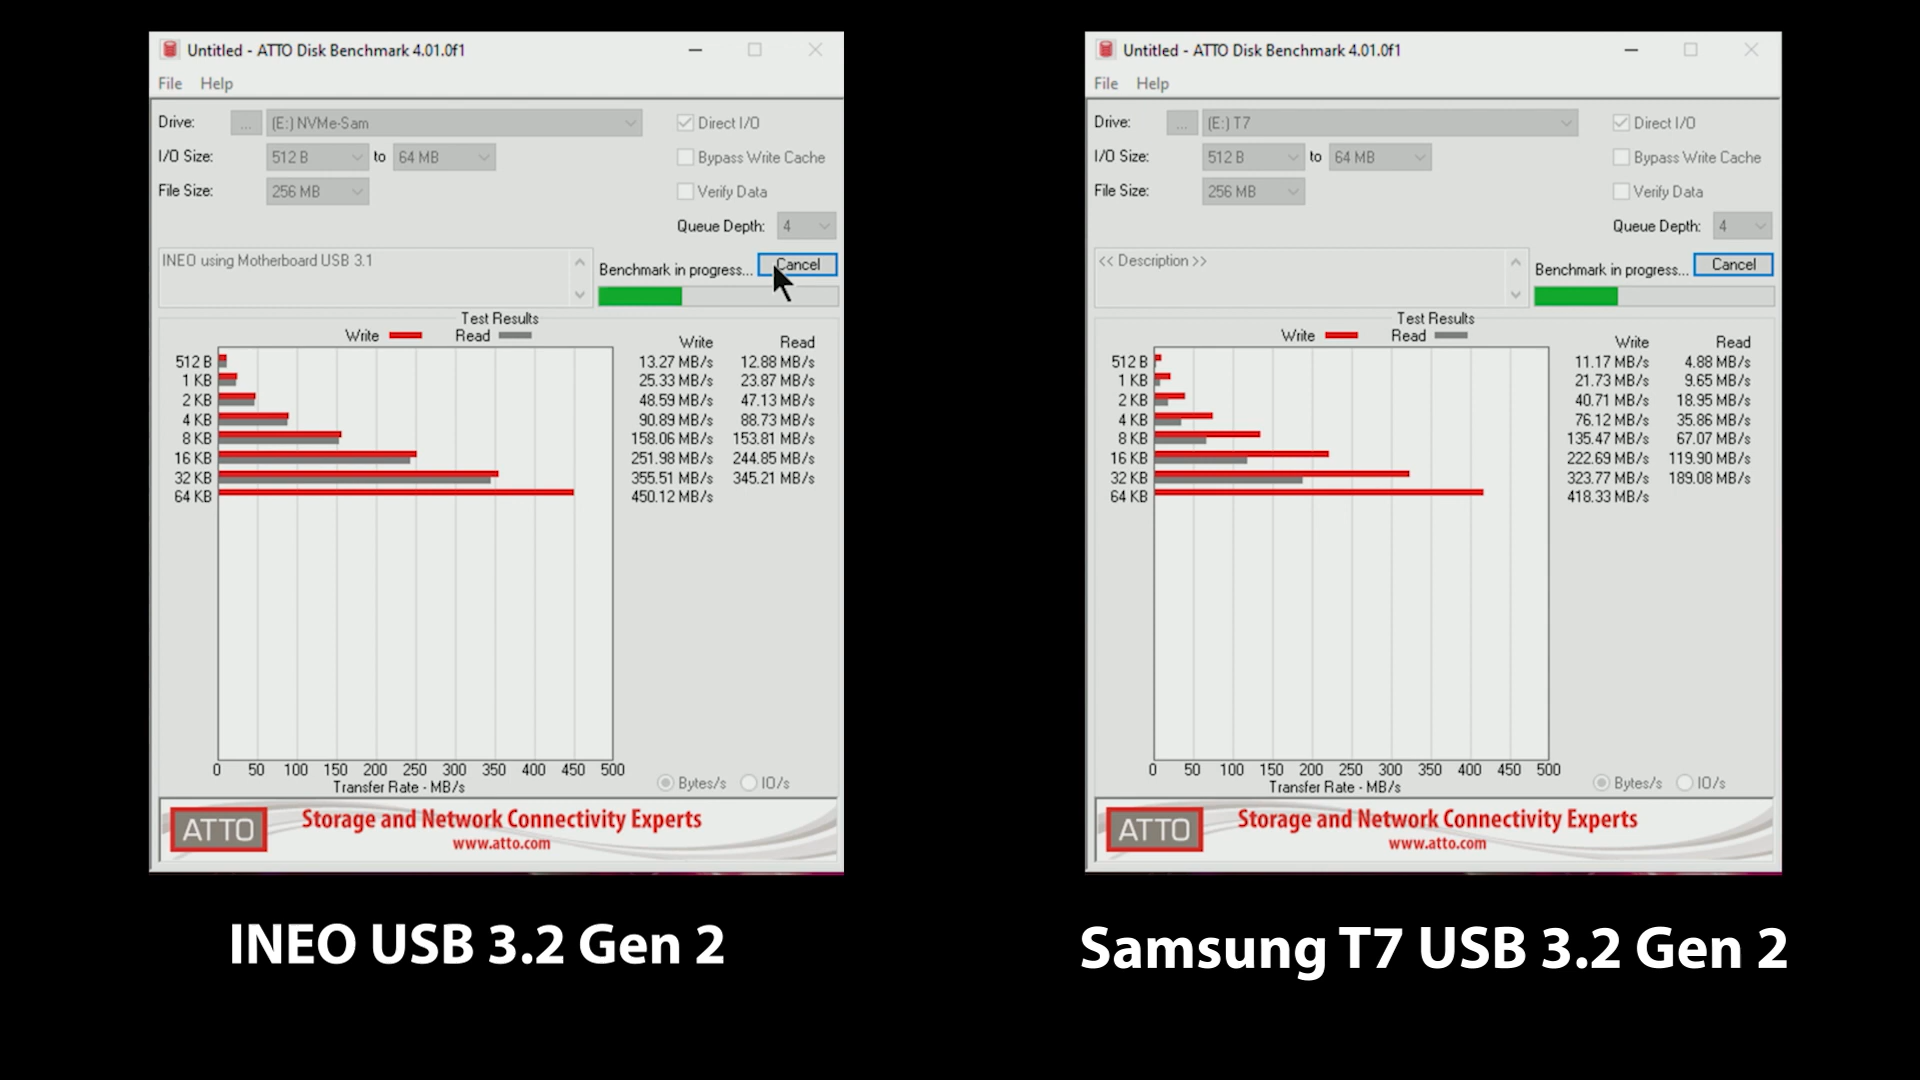 Untitled - ATTO Disk Benchmark 4.01.0f1
File Help
Drive: ... (E:) NVMe-Sam
Direct I/O
I/O Size: 512 B to 64 MB
Bypass Write Cache
File Size: 256 MB
Verify Data
Queue Depth: 4
INEO using Motherboard USB 3.1
Benchmark in progress... Cancel
Test Results
Write Read
Write Read
512 B 13.27 MB/s 12.88 MB/s
1 KB 25.33 MB/s 23.87 MB/s
2 KB 48.59 MB/s 47.13 MB/s
4 KB 90.89 MB/s 88.73 MB/s
8 KB 158.06 MB/s 153.81 MB/s
16 KB 251.98 MB/s 244.85 MB/s
32 KB 355.51 MB/s 345.21 MB/s
64 KB 450.12 MB/s
0 50 100 150 200 250 300 350 400 450 500
Transfer Rate - MB/s
Bytes/s IO/s
ATTO
Storage and Network Connectivity Experts
www.atto.com
INEO USB 3.2 Gen 2
Untitled - ATTO Disk Benchmark 4.01.0f1
File Help
Drive: ... (E:) T7
Direct I/O
I/O Size: 512 B to 64 MB
Bypass Write Cache
File Size: 256 MB
Verify Data
Queue Depth: 4
<< Description >>
Benchmark in progress... Cancel
Test Results
Write Read
Write Read
512 B 11.17 MB/s 4.88 MB/s
1 KB 21.73 MB/s 9.65 MB/s
2 KB 40.71 MB/s 18.95 MB/s
4 KB 76.12 MB/s 35.86 MB/s
8 KB 135.47 MB/s 67.07 MB/s
16 KB 222.69 MB/s 119.90 MB/s
32 KB 323.77 MB/s 189.08 MB/s
64 KB 418.33 MB/s
0 50 100 150 200 250 300 350 400 450 500
Transfer Rate - MB/s
Bytes/s IO/s
ATTO
Storage and Network Connectivity Experts
www.atto.com
Samsung T7 USB 3.2 Gen 2